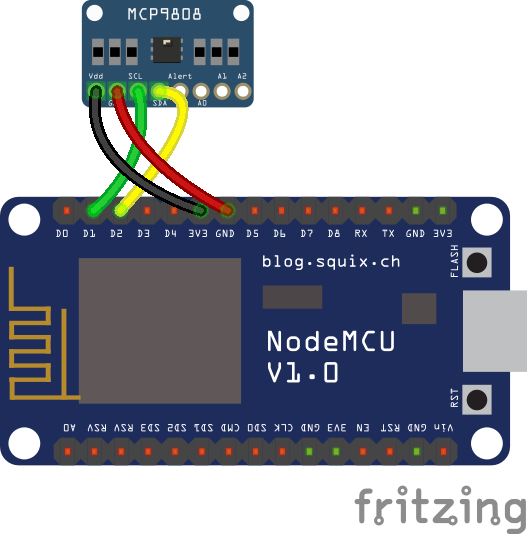 MCP9808
Vdd SCL Alert A1 A2
SDA A0
D0 D1 D2 D3 D4 3V3 GND D5 D6 D7 D8 RX TX GND 3V3
blog.squix.ch
FLASH
NodeMCU
V1.0
RST
A0 RSV RSV SD3 SD2 SD1 CMD SD0 CLK GND 3V3 EN RST GND Vin
fritzing